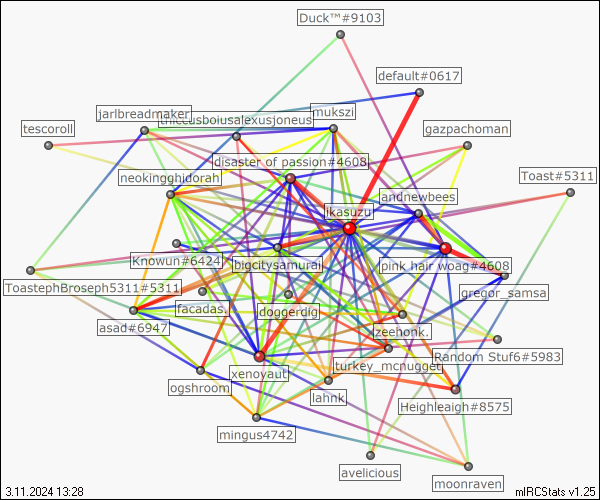 Duck™#9103
default#0617
jarlbreadmaker
thiccusboiusalexusjoneus
mukszi
tescoroll
gazpachoman
disaster of passion#4608
neokingghidorah
Toast#5311
andnewbees
ikasuzu
Knowun#6424
bigcitysamurai
pink hair woag#4608
ToastephBroseph5311#5311
gregor_samsa
facadas.
doggerdig
asad#6947
zeehonk.
Random Stuf6#5983
turkey_mcnugget
xenoyaut
ogshroom
lahnk
Heighleaigh#8575
mingus4742
avelicious
moonraven
3.11.2024 13:28
mIRCStats v1.25